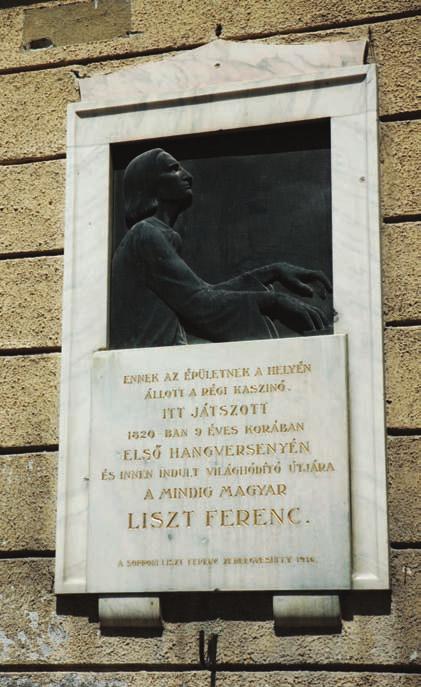 ENNEK AZ ÉPÜLETNEK A HELYÉN
ÁLLOTT A RÉGI KASZINÓ.
ITT JÁTSZOTT
1820-BAN 9 ÉVES KORÁBAN
ELSŐ HANGVERSENYÉN
ÉS INNEN INDULT VILÁGHÓDÍTÓ ÚTJÁRA
A MINDIG MAGYAR
LISZT FERENC.
A SOPRONI LISZT FERENC ZENEEGYESÜLET